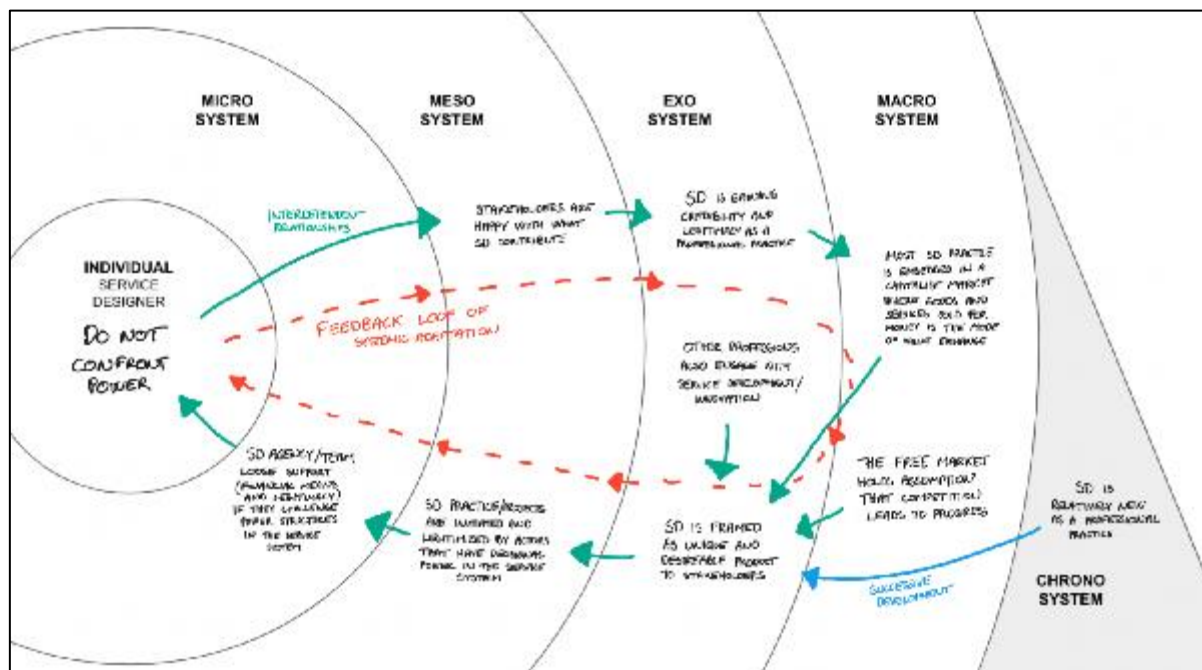 MICRO
SYSTEM
MESO
SYSTEM
EXO
SYSTEM
MACRO
SYSTEM
INTERDEPENDENT
RELATIONSHIPS
STAKEHOLDERS ARE
HAPPY WITH WHAT
SD CONTRIBUTES
SD IS GAINING
CREDIBILITY AND
LEGITIMACY AS A
PROFESSIONAL PRACTICE
MOST SD PRACTICE
IS EMBEDDED IN A
CAPITALIST MARKET
WHERE GOODS AND
SERVICES SOLD FOR
MONEY IS THE MODE
OF VALUE EXCHANGE
INDIVIDUAL
SERVICE
DESIGNER
DO NOT
CONFRONT
POWER
FEEDBACK LOOP OF
SYSTEMIC ADAPTATION
OTHER PROFESSIONS
ALSO ENGAGE WITH
SERVICE DEVELOPMENT/
INNOVATION
SD AGENCY/TEAM
LOOSE SUPPORT
(FINANCIAL MEANS
AND LEGITIMACY)
IF THEY CHALLENGE
POWER STRUCTURES
IN THE SERVICE
SYSTEM
SD PRACTICE/PROJECTS
ARE INITIATED AND
LEGITIMIZED BY ACTORS
THAT HAVE DECISIONAL
POWER IN THE SERVICE
SYSTEM
SD IS FRAMED
AS UNIQUE AND
DESIREABLE PRODUCT
TO STAKEHOLDERS
THE FREE MARKET
HOLDS ASSUMPTION
THAT COMPETITION
LEADS TO PROGRESS
SD IS
RELATIVELY NEW
AS A PROFESSIONAL
PRACTICE
SUCCESSIVE
DEVELOPMENT
CHRONO
SYSTEM